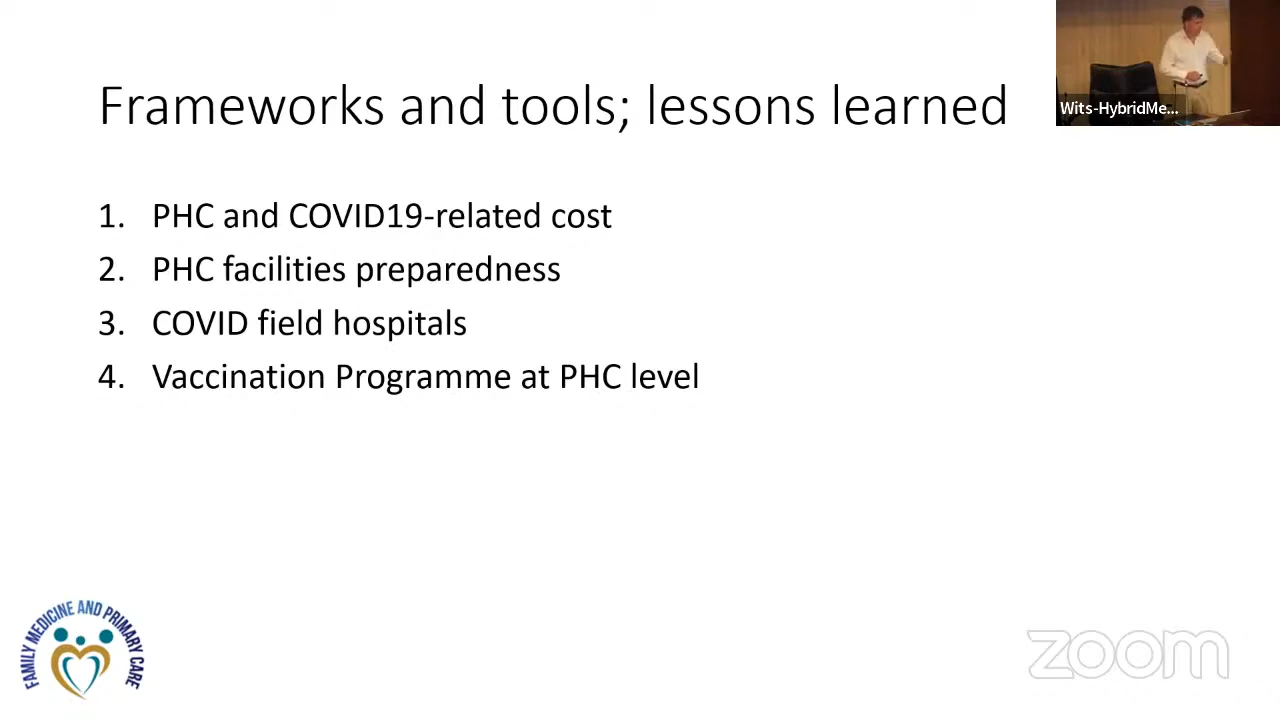 Frameworks and tools; lessons learned
Wits-HybridMe...
1. PHC and COVID19-related cost
2. PHC facilities preparedness
3. COVID field hospitals
4. Vaccination Programme at PHC level
FAMILY MEDICINE AND PRIMARY CARE
zoom